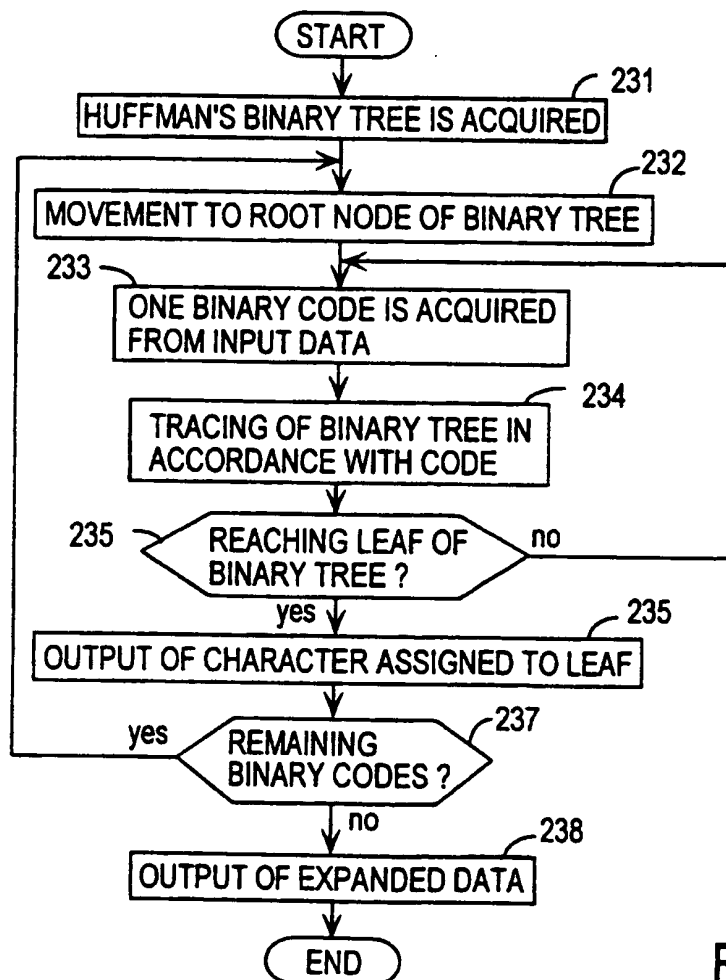 START
231
HUFFMAN'S BINARY TREE IS ACQUIRED
232
MOVEMENT TO ROOT NODE OF BINARY TREE
233
ONE BINARY CODE IS ACQUIRED
FROM INPUT DATA
234
TRACING OF BINARY TREE IN
ACCORDANCE WITH CODE
235
REACHING LEAF OF
BINARY TREE ?
no
yes
235
OUTPUT OF CHARACTER ASSIGNED TO LEAF
yes
237
REMAINING
BINARY CODES ?
no
238
OUTPUT OF EXPANDED DATA
END